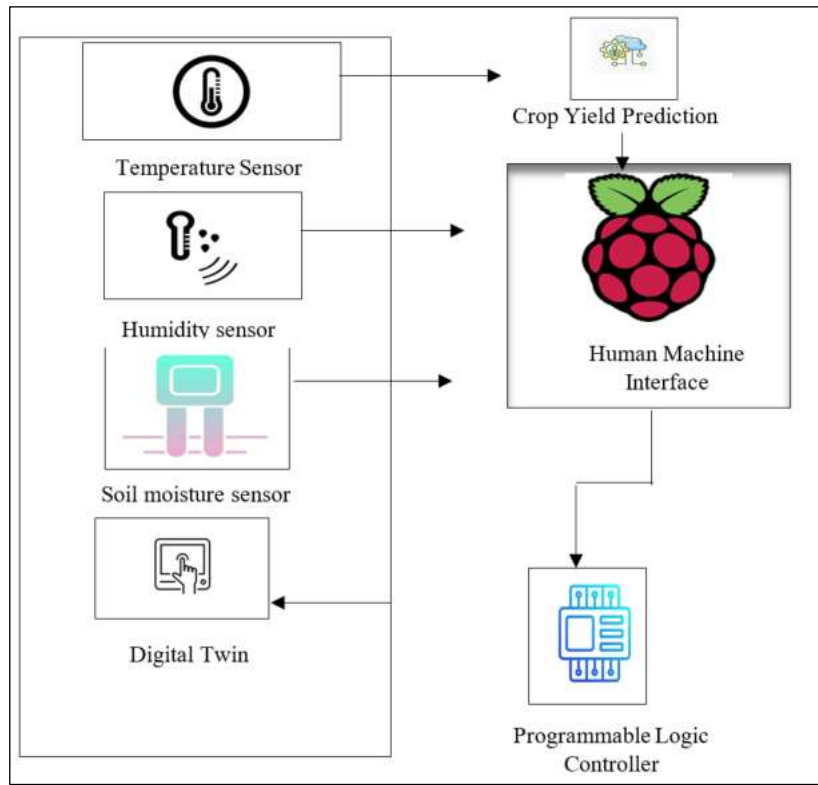 Crop Yield Prediction
Temperature Sensor
Humidity sensor
Human Machine
Interface
Soil moisture sensor
Digital Twin
Programmable Logic
Controller